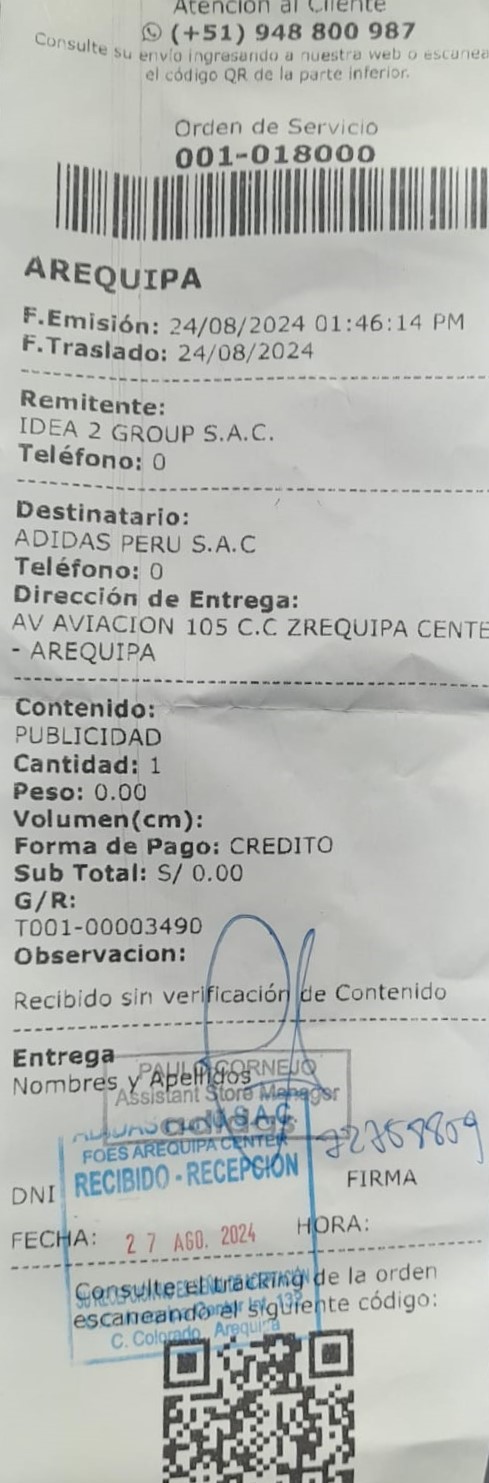 Atención al Cliente
(+51) 948 800 987
Consulte su envío ingresando a nuestra web o escanea
el código QR de la parte inferior.
Orden de Servicio
001-018000
AREQUIPA
F.Emisión: 24/08/2024 01:46:14 PM
F.Traslado: 24/08/2024
Remitente:
IDEA 2 GROUP S.A.C.
Teléfono: 0
Destinatario:
ADIDAS PERU S.A.C
Teléfono: 0
Dirección de Entrega:
AV AVIACION 105 C.C ZREQUIPA CENTE
- AREQUIPA
Contenido:
PUBLICIDAD
Cantidad: 1
Peso: 0.00
Volumen(cm):
Forma de Pago: CREDITO
Sub Total: S/ 0.00
G/R:
T001-00003490
Observacion:
Recibido sin verificación de Contenido
Entrega
Nombres y Apellidos
PAULO CORNEJO
Assistant Store Manager
adidas
S.A.C.
FOES AREQUIPA CENTER
RECIBIDO - RECEPCIÓN
DNI
FIRMA
FECHA: 27 AGO. 2024 HORA:
Consulte el tracking de la orden
escaneando el siguiente código:
C. Colorado, Arequipa